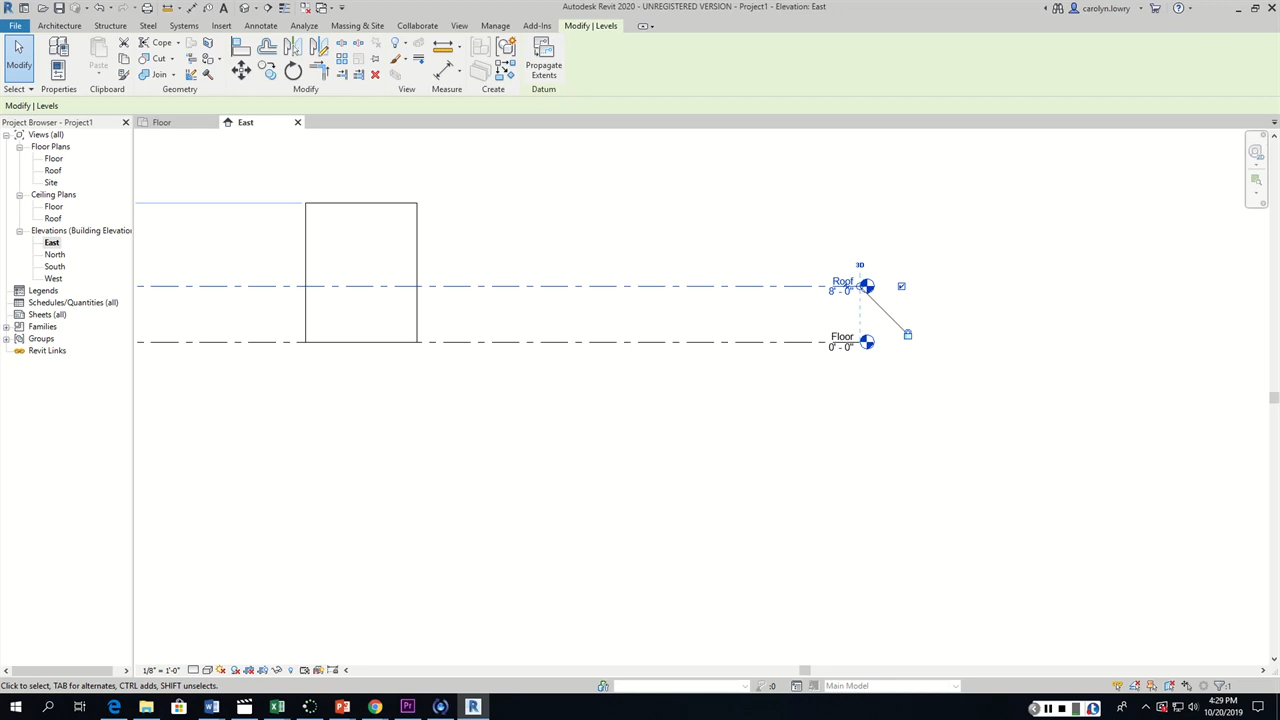 Autodesk Revit 2020 - UNREGISTERED VERSION - Project1 - Elevation: East
carolyn.lowry
File Architecture Structure Steel Systems Insert Annotate Analyze Massing & Site Collaborate View Manage Add-Ins Modify | Levels
Modify
Paste
Cope
Cut
Join
Propagate
Extents
Select Properties Clipboard Geometry Modify View Measure Create Datum
Modify | Levels
Project Browser - Project1
Floor
East
Views (all)
Floor Plans
Floor
Roof
Site
Ceiling Plans
Floor
Roof
Elevations (Building Elevation
East
North
South
West
Legends
Schedules/Quantities (all)
Sheets (all)
Families
Groups
Revit Links
3D
Roof
8' - 0"
Floor
0' - 0"
2D
1/8" = 1'-0"
Click to select, TAB for alternates, CTRL adds, SHIFT unselects.
:0
Main Model
:1
4:29 PM
10/20/2019